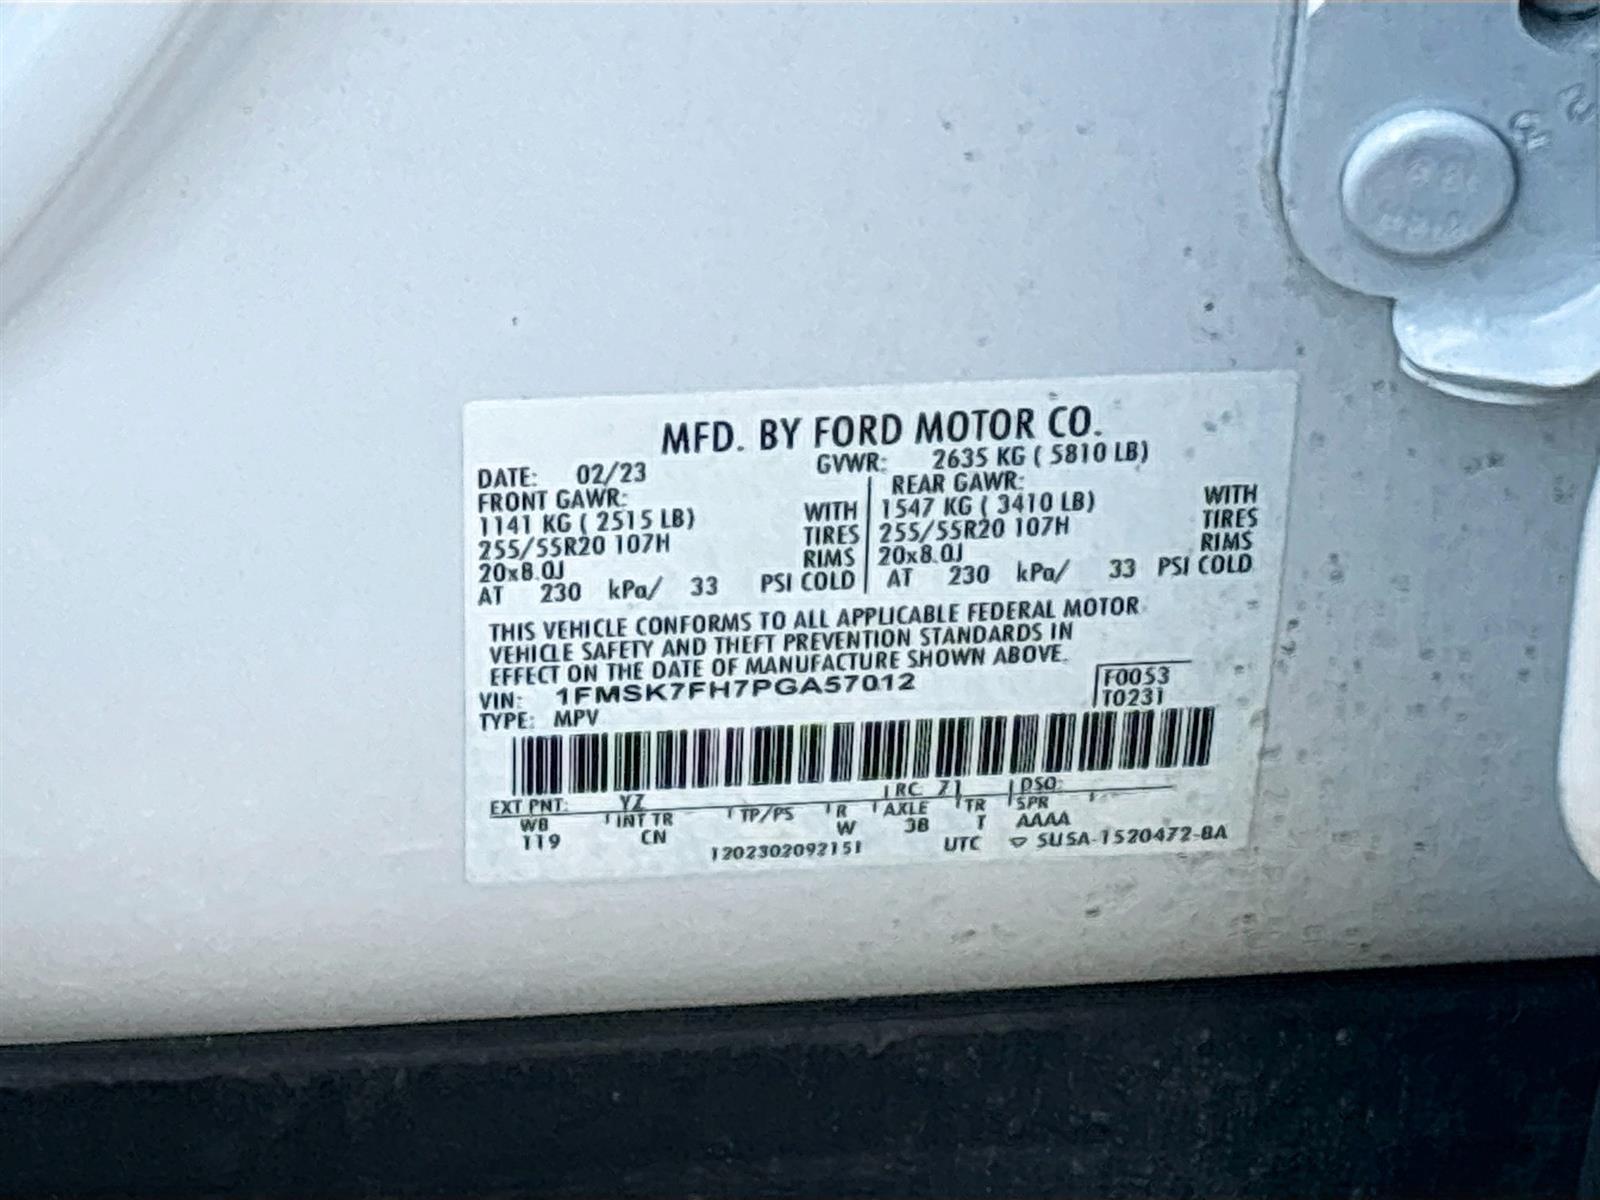 MFD. BY FORD MOTOR CO.
DATE: 02/23 GVWR: 2635 KG ( 5810 LB)
FRONT GAWR: REAR GAWR:
1141 KG ( 2515 LB) WITH 1547 KG ( 3410 LB) WITH
255/55R20 107H TIRES 255/55R20 107H TIRES
20x8.0J RIMS 20x8.0J RIMS
AT 230 kPa/ 33 PSI COLD AT 230 kPa/ 33 PSI COLD
THIS VEHICLE CONFORMS TO ALL APPLICABLE FEDERAL MOTOR
VEHICLE SAFETY AND THEFT PREVENTION STANDARDS IN
EFFECT ON THE DATE OF MANUFACTURE SHOWN ABOVE.
VIN: 1FMSK7FH7PGA57012 F0053
TYPE: MPV T0231
EXT PNT: YZ RC: 71 DSO:
WB INT TR TP/PS R AXLE TR SPR
119 CN W 3B T AAAA
1202302092151 UTC 5U5A-1520472-BA